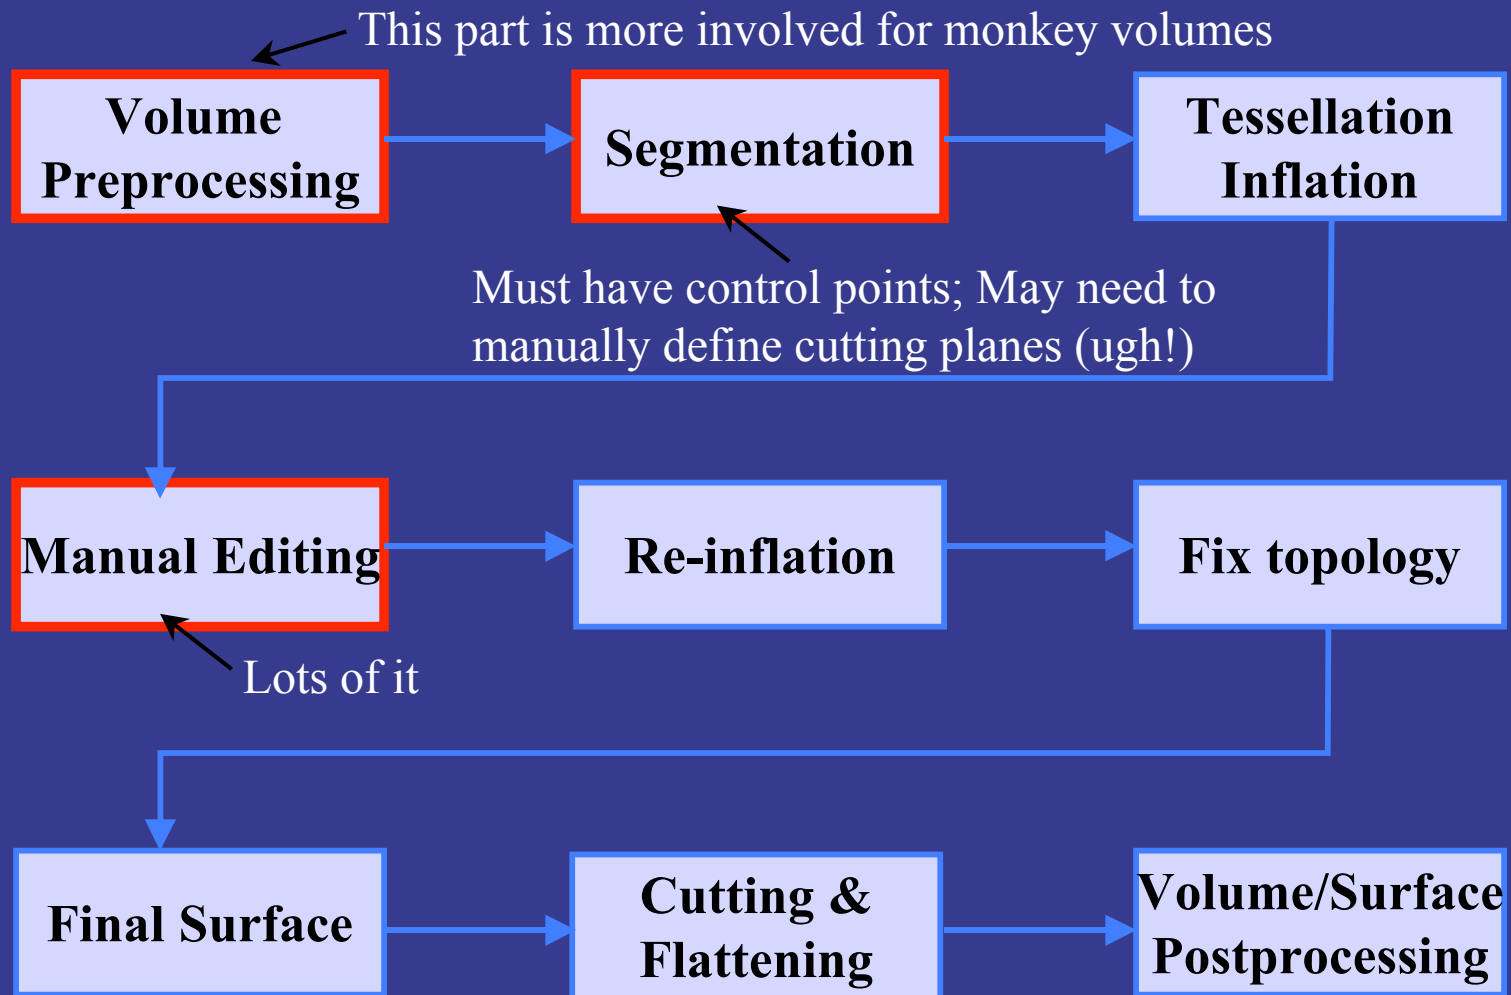 This part is more involved for monkey volumes
Volume
Preprocessing
Segmentation
Tessellation
Inflation
Must have control points; May need to
manually define cutting planes (ugh!)
Manual Editing
Re-inflation
Fix topology
Lots of it
Final Surface
Cutting &
Flattening
Volume/Surface
Postprocessing